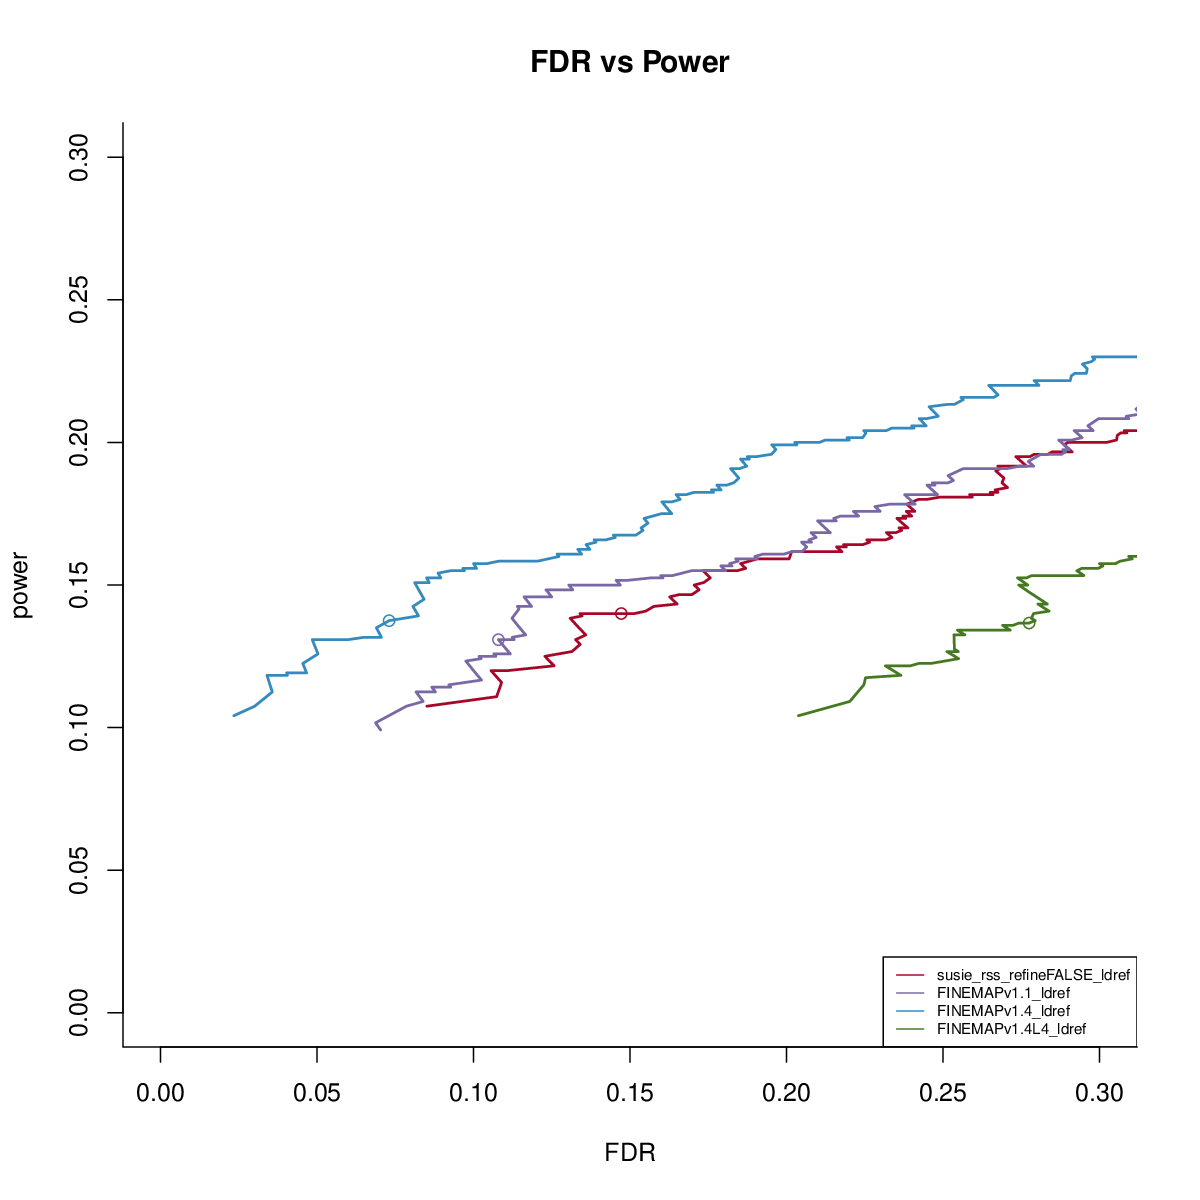 FDR vs Power
power
0.30
0.25
0.20
0.15
0.10
0.05
0.00
susie_rss_refineFALSE_ldref
FINEMAPv1.1_ldref
FINEMAPv1.4_ldref
FINEMAPv1.4L4_ldref
0.00 0.05 0.10 0.15 0.20 0.25 0.30
FDR